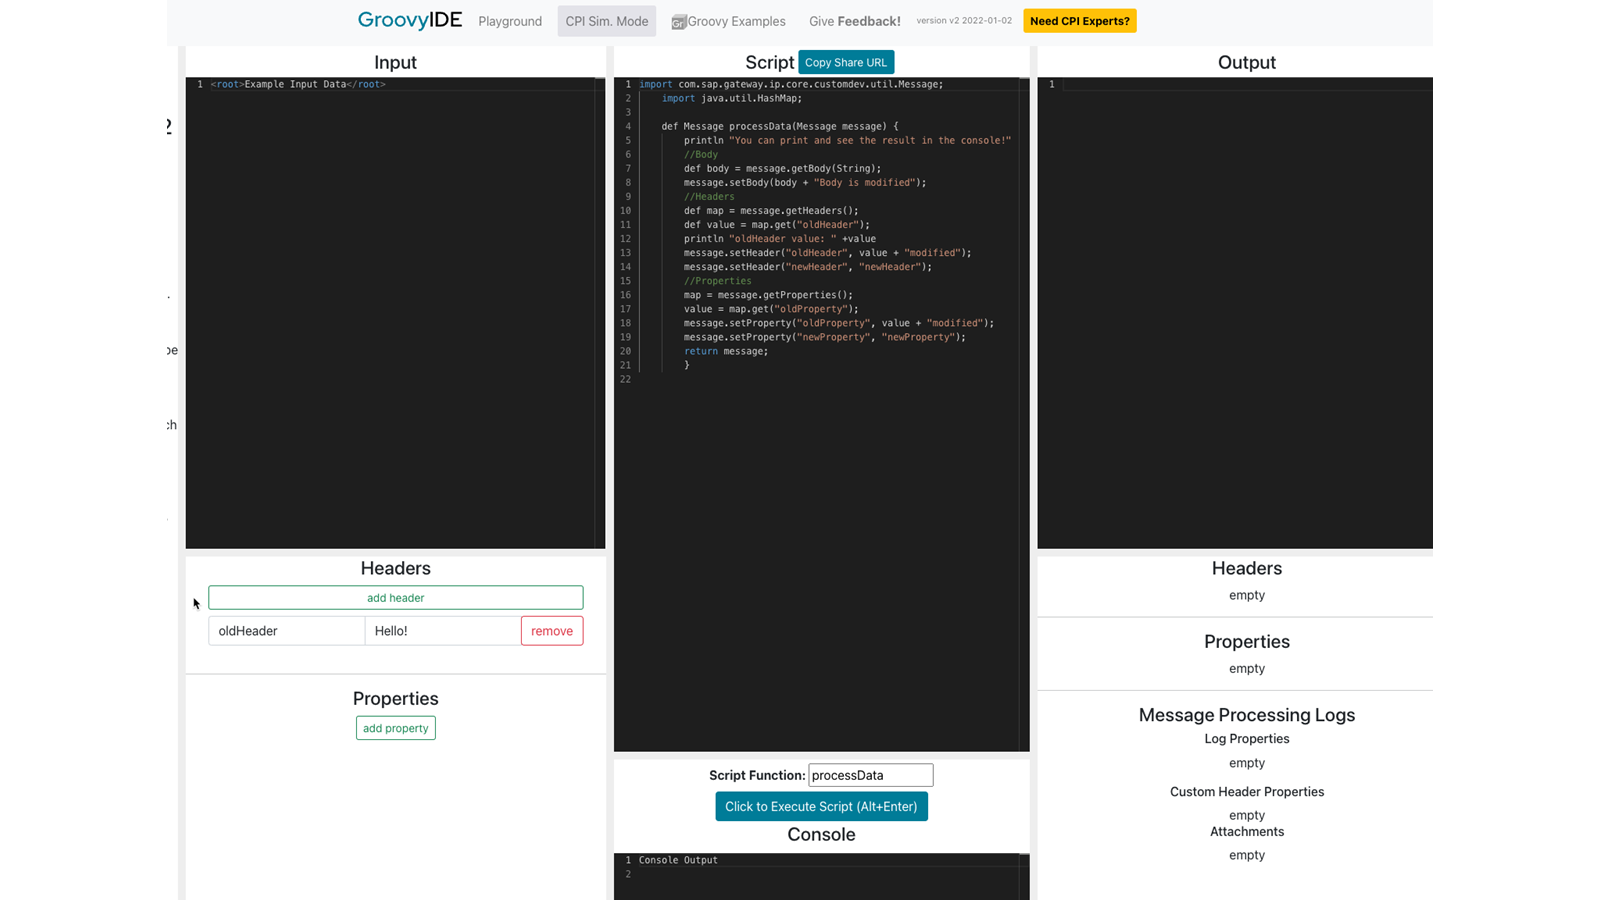 GroovyIDE Playground CPI Sim. Mode Groovy Examples Give Feedback! version v2 2022-01-02 Need CPI Experts?
Input
1 <root>Example Input Data</root>
Headers
add header
oldHeader Hello! remove
Properties
add property
Script Copy Share URL
1 import com.sap.gateway.ip.core.customdev.util.Message;
2 import java.util.HashMap;
3
4 def Message processData(Message message) {
5 println "You can print and see the result in the console!"
6 //Body
7 def body = message.getBody(String);
8 message.setBody(body + "Body is modified");
9 //Headers
10 def map = message.getHeaders();
11 def value = map.get("oldHeader");
12 println "oldHeader value: " +value
13 message.setHeader("oldHeader", value + "modified");
14 message.setHeader("newHeader", "newHeader");
15 //Properties
16 map = message.getProperties();
17 value = map.get("oldProperty");
18 message.setProperty("oldProperty", value + "modified");
19 message.setProperty("newProperty", "newProperty");
20 return message;
21 }
22
Script Function: processData
Click to Execute Script (Alt+Enter)
Console
1 Console Output
2
Output
1
Headers
empty
Properties
empty
Message Processing Logs
Log Properties
empty
Custom Header Properties
empty
Attachments
empty